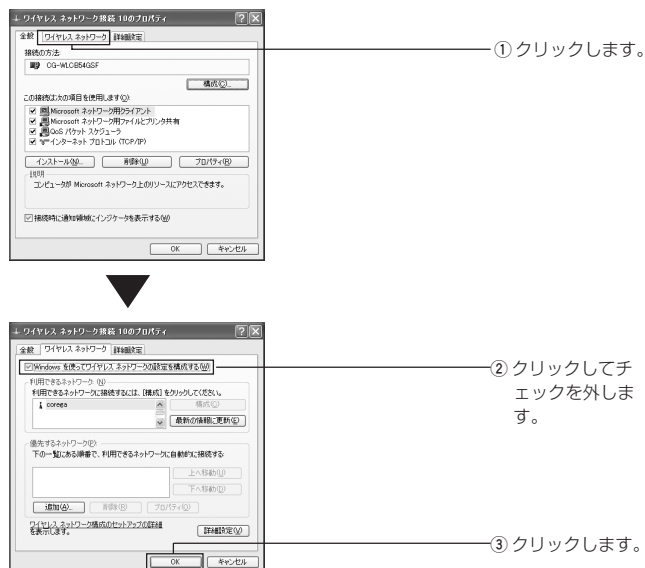 ワイヤレス ネットワーク接続 10のプロパティ
全般 ワイヤレス ネットワーク 詳細設定
接続の方法:
CG-WLCB54GSF
構成(C)...
この接続は次の項目を使用します(O):
Microsoft ネットワーク用クライアント
Microsoft ネットワーク用ファイルとプリンタ共有
QoS パケット スケジューラ
インターネット プロトコル (TCP/IP)
インストール(N)... 削除(U) プロパティ(R)
説明
コンピュータが Microsoft ネットワーク上のリソースにアクセスできます。
接続時に通知領域にインジケータを表示する(W)
OK キャンセル
① クリックします。
ワイヤレス ネットワーク接続 10のプロパティ
全般 ワイヤレス ネットワーク 詳細設定
Windows を使ってワイヤレス ネットワークの設定を構成する(W)
利用できるネットワーク (N)
利用できるネットワークに接続するには、[構成] をクリックしてください。
corega
構成(C)
最新の情報に更新(E)
優先するネットワーク(P):
下の一覧にある順番で、利用できるネットワークに自動的に接続する:
上へ移動(U)
下へ移動(D)
追加(A)... 削除(R) プロパティ(O)
ワイヤレス ネットワーク構成のセットアップの詳細
を表示します。
詳細設定(V)
OK キャンセル
② クリックしてチ
ェックを外しま
す。
③ クリックします。